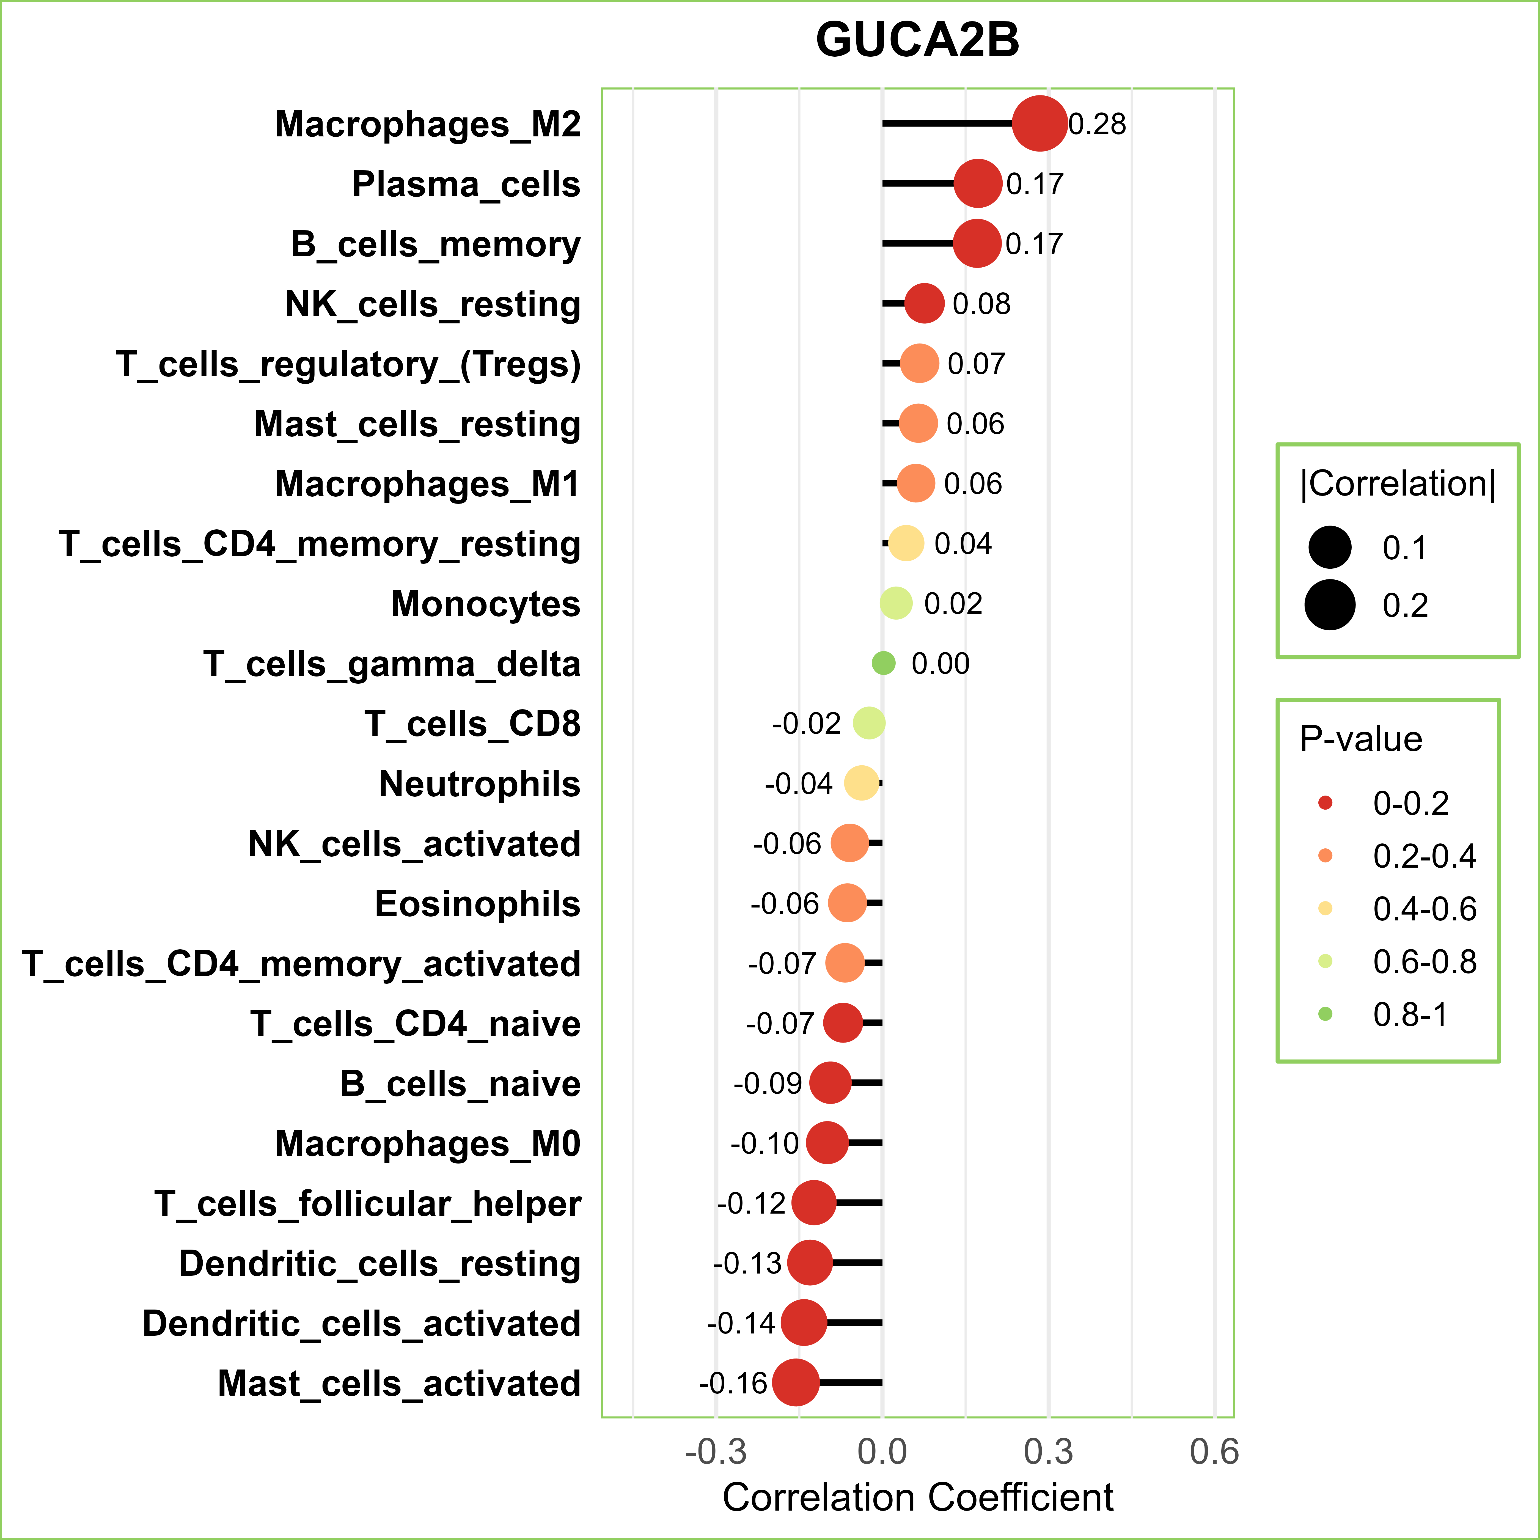 GUCA2B
Macrophages_M2 0.28
Plasma_cells 0.17
B_cells_memory 0.17
NK_cells_resting 0.08
T_cells_regulatory_(Tregs) 0.07
Mast_cells_resting 0.06
Macrophages_M1 0.06
T_cells_CD4_memory_resting 0.04
Monocytes 0.02
T_cells_gamma_delta 0.00
T_cells_CD8 -0.02
Neutrophils -0.04
NK_cells_activated -0.06
Eosinophils -0.06
T_cells_CD4_memory_activated -0.07
T_cells_CD4_naive -0.07
B_cells_naive -0.09
Macrophages_M0 -0.10
T_cells_follicular_helper -0.12
Dendritic_cells_resting -0.13
Dendritic_cells_activated -0.14
Mast_cells_activated -0.16
-0.3 0.0 0.3 0.6
Correlation Coefficient
|Correlation|
0.1
0.2
P-value
0-0.2
0.2-0.4
0.4-0.6
0.6-0.8
0.8-1